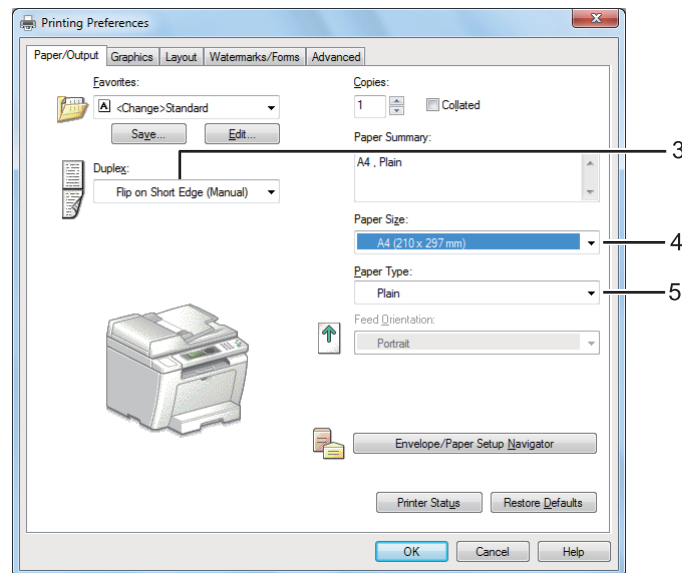 Printing Preferences
x
Paper/Output Graphics Layout Watermarks/Forms Advanced
Favorites:
A <Change>Standard
Save... Edit...
Duplex:
Flip on Short Edge (Manual)
Copies:
1 Collated
Paper Summary:
A4 , Plain
3
Paper Size:
A4 (210 x 297 mm)
4
Paper Type:
Plain
5
Feed Orientation:
Portrait
Envelope/Paper Setup Navigator
Printer Status Restore Defaults
OK Cancel Help